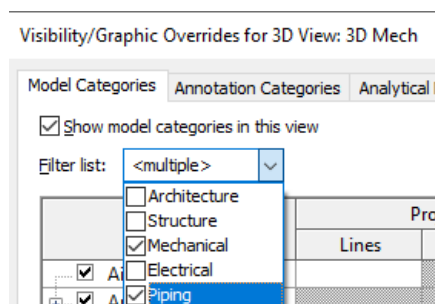 Visibility/Graphic Overrides for 3D View: 3D Mech
Model Categories Annotation Categories Analytical
Show model categories in this view
Filter list: <multiple>
Architecture
Structure
Mechanical
Lines
Electrical
Piping